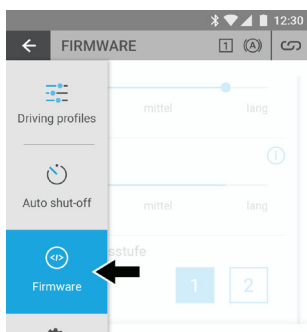 12:30
FIRMWARE 1 (A)
mittel lang
Driving profiles
i
Auto shut-off mittel lang
sstufe
</>
Firmware 1 2